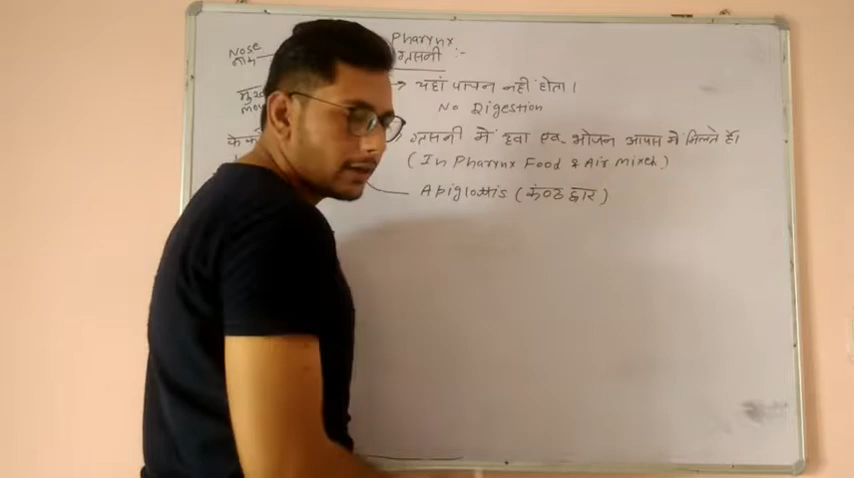 Pharynx
Nose
नाक
ग्रसनी :-
→ यहां पाचन नहीं होता।
No Digestion
ग्रसनी में हवा एवं भोजन आपस में मिलते हैं।
(In Pharynx Food & Air Mixed)
Apiglottis (कंठ द्वार)